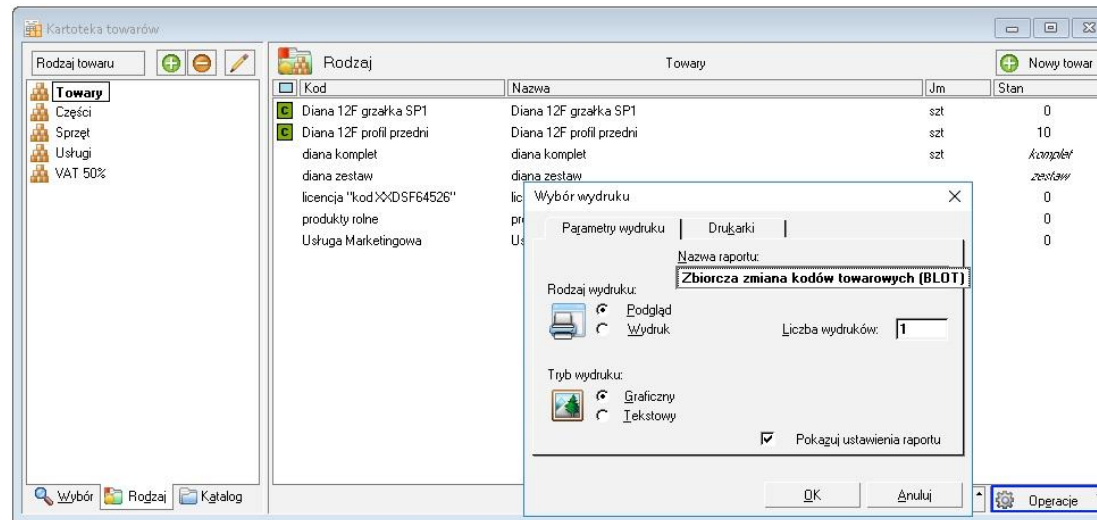 Kartoteka towarów
Rodzaj towaru
Rodzaj
Towary
Nowy towar
Kod
Nazwa
Jm
Stan
Towary
Części
Sprzęt
Usługi
VAT 50%
C Diana 12F grzałka SP1
Diana 12F grzałka SP1
szt
0
C Diana 12F profil przedni
Diana 12F profil przedni
szt
10
diana komplet
diana komplet
szt
komplet
diana zestaw
diana zestaw
zestaw
licencja "kod XXDSF64526"
lic
0
produkty rolne
pr
0
Usługa Marketingowa
Us
0
Wybór wydruku
Parametry wydruku
Drukarki
Nazwa raportu:
Zbiorcza zmiana kodów towarowych (BLOT)
Rodzaj wydruku:
Podgląd
Wydruk
Liczba wydruków:
1
Tryb wydruku:
Graficzny
Tekstowy
Pokazuj ustawienia raportu
OK
Anuluj
Wybór
Rodzaj
Katalog
Operacje